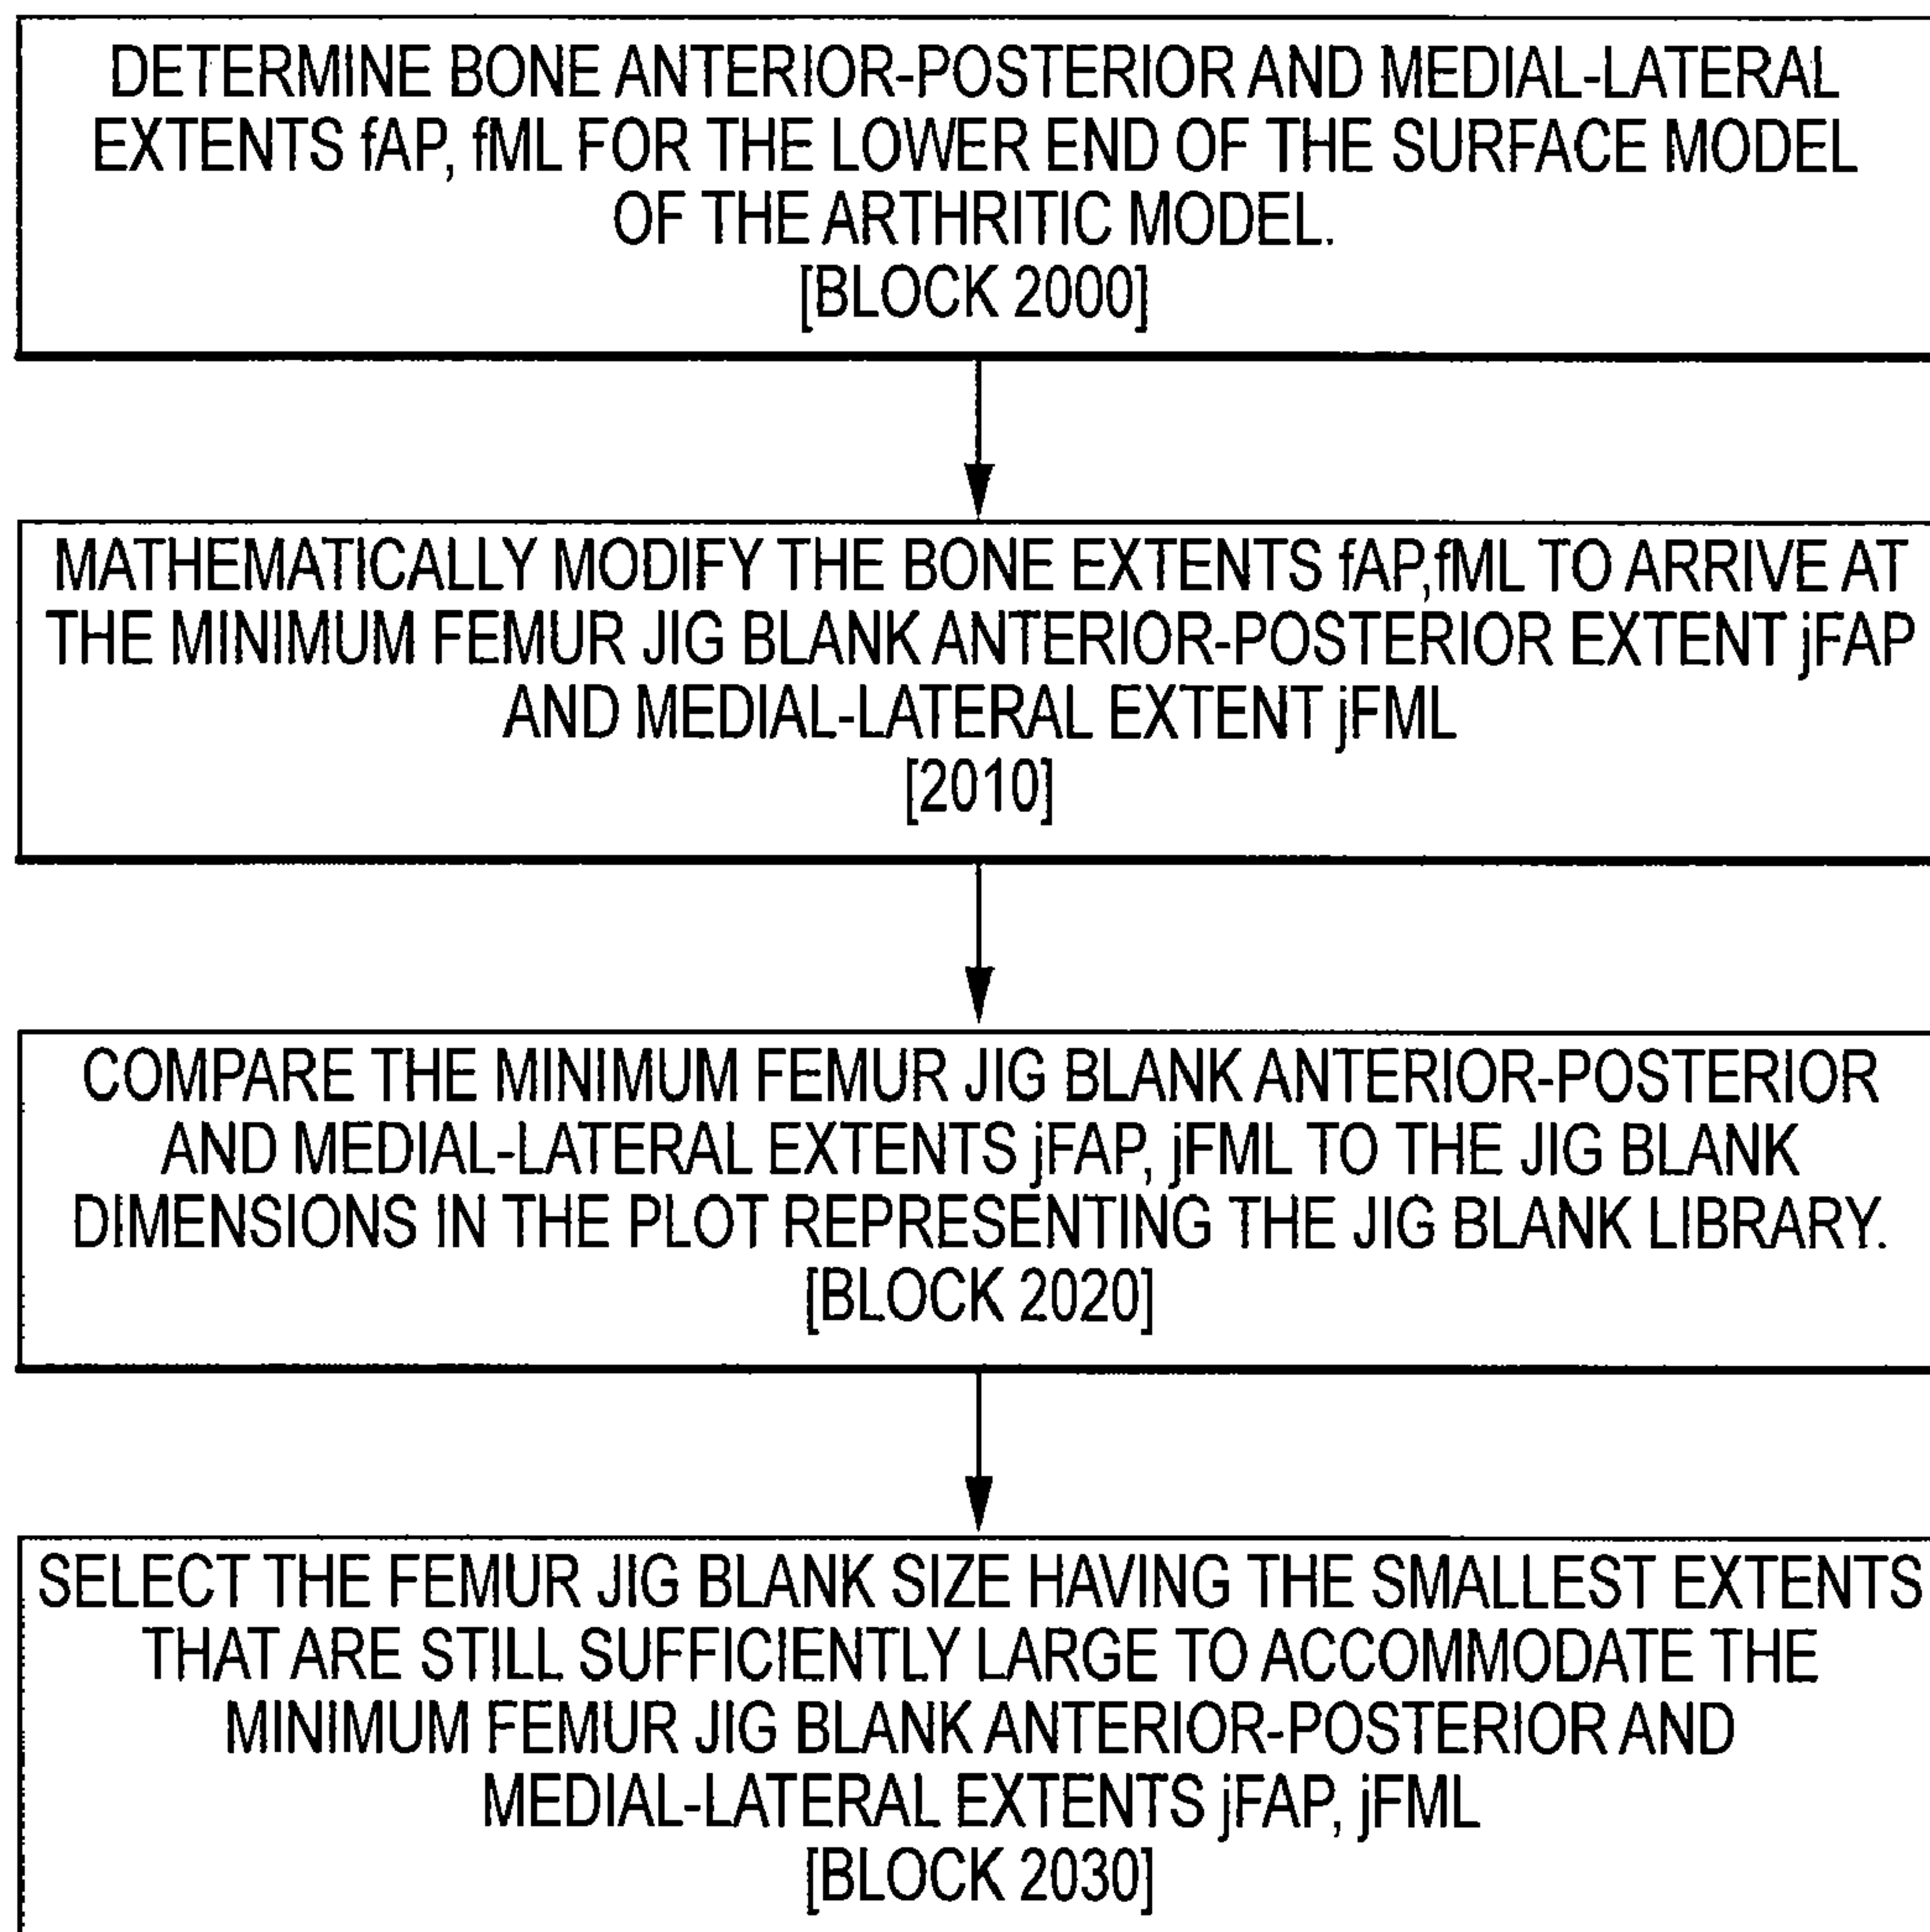 DETERMINE BONE ANTERIOR-POSTERIOR AND MEDIAL-LATERAL
EXTENTS fAP, fML FOR THE LOWER END OF THE SURFACE MODEL
OF THE ARTHRITIC MODEL.
[BLOCK 2000]
MATHEMATICALLY MODIFY THE BONE EXTENTS fAP,fML TO ARRIVE AT
THE MINIMUM FEMUR JIG BLANK ANTERIOR-POSTERIOR EXTENT jFAP
AND MEDIAL-LATERAL EXTENT jFML
[2010]
COMPARE THE MINIMUM FEMUR JIG BLANK ANTERIOR-POSTERIOR
AND MEDIAL-LATERAL EXTENTS jFAP, jFML TO THE JIG BLANK
DIMENSIONS IN THE PLOT REPRESENTING THE JIG BLANK LIBRARY.
[BLOCK 2020]
SELECT THE FEMUR JIG BLANK SIZE HAVING THE SMALLEST EXTENTS
THAT ARE STILL SUFFICIENTLY LARGE TO ACCOMMODATE THE
MINIMUM FEMUR JIG BLANK ANTERIOR-POSTERIOR AND
MEDIAL-LATERAL EXTENTS jFAP, jFML
[BLOCK 2030]